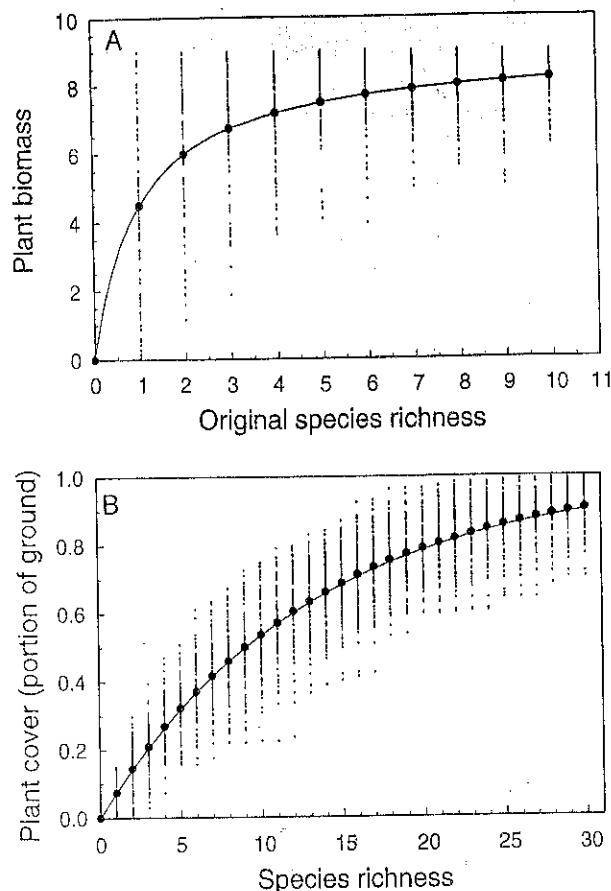 A
10
8
6
4
2
0
Plant biomass
0 1 2 3 4 5 6 7 8 9 10 11
Original species richness
B
1.0
0.8
0.6
0.4
0.2
0.0
Plant cover (portion of ground)
0 5 10 15 20 25 30
Species richness